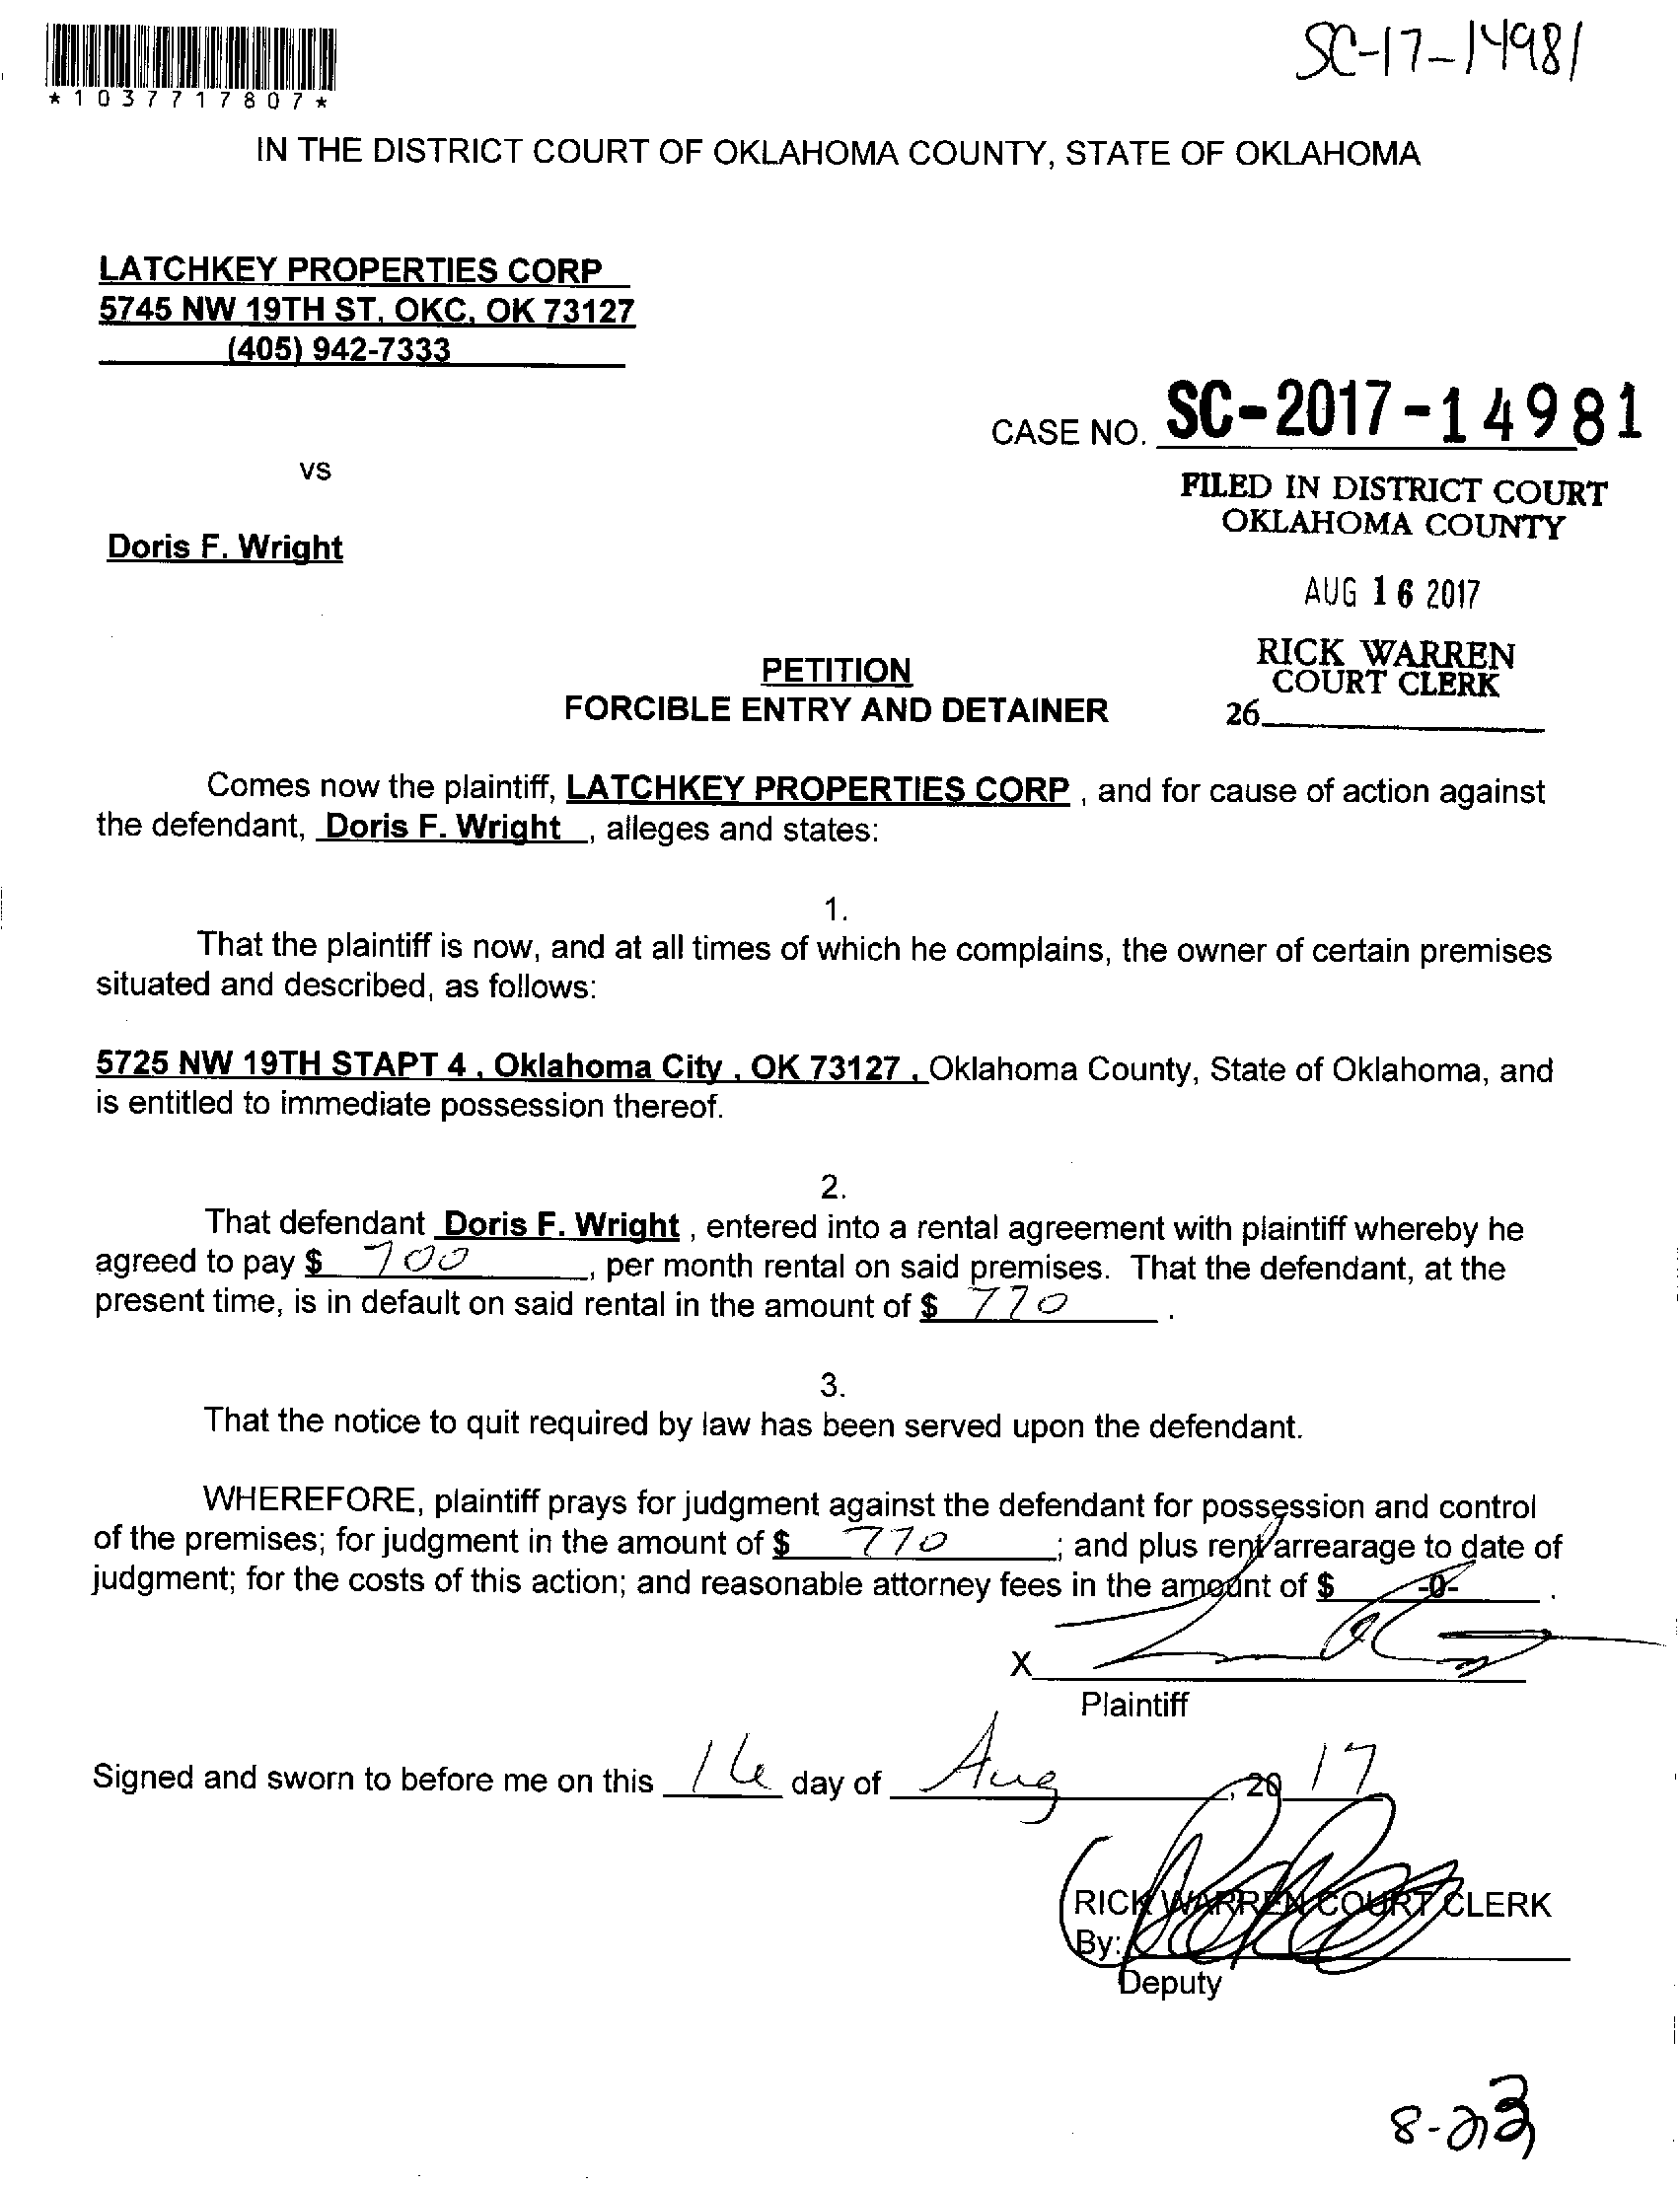 SC-17-14981
*1037717807*
IN THE DISTRICT COURT OF OKLAHOMA COUNTY, STATE OF OKLAHOMA
LATCHKEY PROPERTIES CORP
5745 NW 19TH ST, OKC, OK 73127
(405) 942-7333
CASE NO. SC-2017-14981
vs
FILED IN DISTRICT COURT
OKLAHOMA COUNTY
Doris F. Wright
AUG 16 2017
RICK WARREN
COURT CLERK
26
PETITION
FORCIBLE ENTRY AND DETAINER
Comes now the plaintiff, LATCHKEY PROPERTIES CORP , and for cause of action against
the defendant, Doris F. Wright , alleges and states:
1.
That the plaintiff is now, and at all times of which he complains, the owner of certain premises
situated and described, as follows:
5725 NW 19TH STAPT 4 , Oklahoma City , OK 73127 , Oklahoma County, State of Oklahoma, and
is entitled to immediate possession thereof.
2.
That defendant Doris F. Wright , entered into a rental agreement with plaintiff whereby he
agreed to pay $ 700 , per month rental on said premises. That the defendant, at the
present time, is in default on said rental in the amount of $ 770 .
3.
That the notice to quit required by law has been served upon the defendant.
WHEREFORE, plaintiff prays for judgment against the defendant for possession and control
of the premises; for judgment in the amount of $ 770 ; and plus rent arrearage to date of
judgment; for the costs of this action; and reasonable attorney fees in the amount of $ -0- .
X
Plaintiff
Signed and sworn to before me on this 16 day of Aug , 20 17
RICK WARREN COURT CLERK
By:
Deputy
8-23